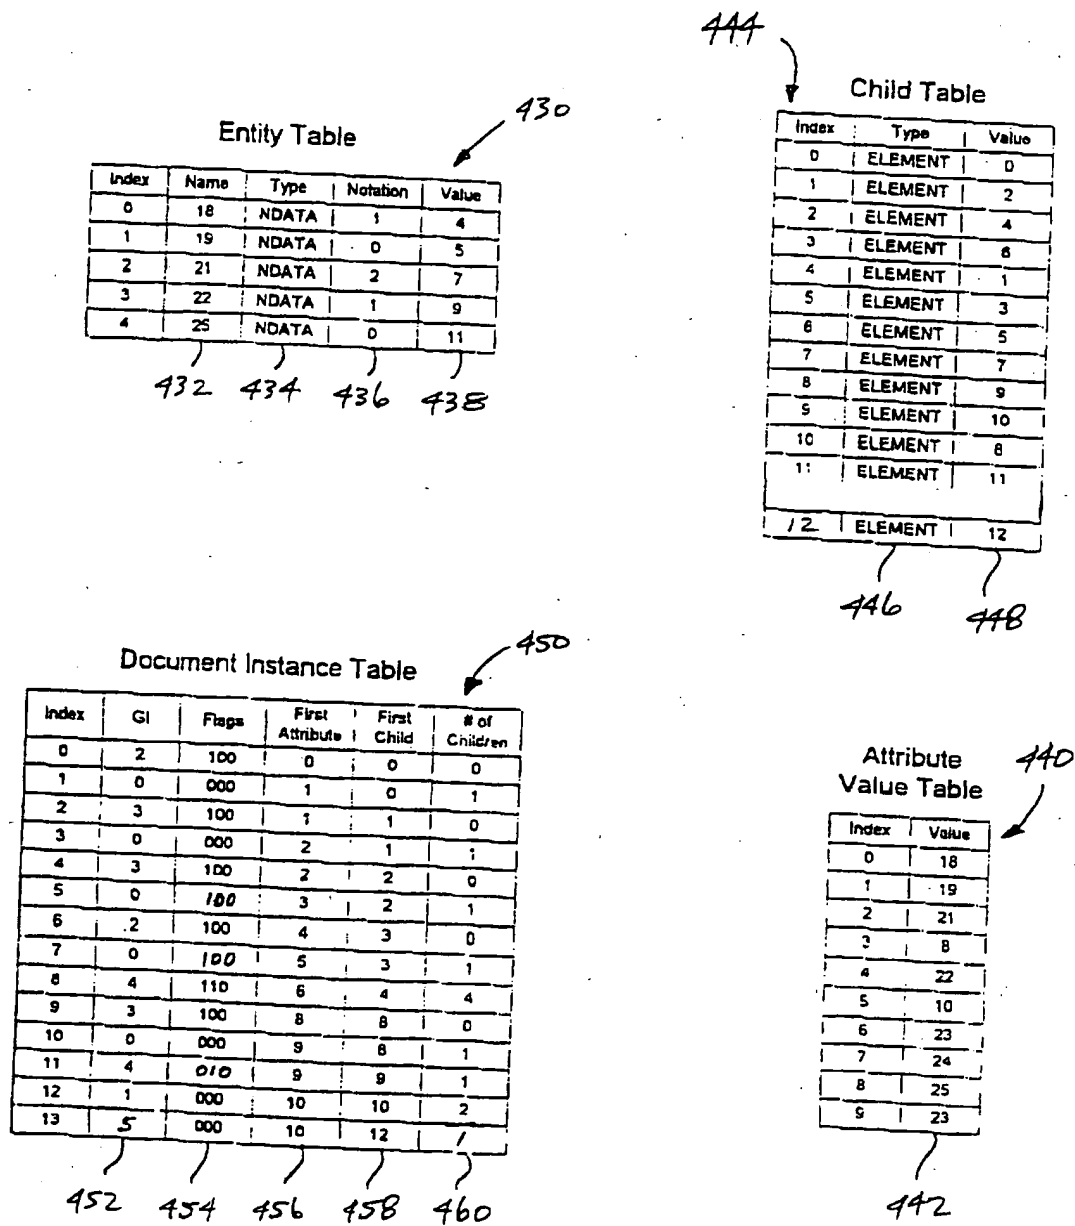 444
Child Table
Index Type Value
0 ELEMENT 0
1 ELEMENT 2
2 ELEMENT 4
3 ELEMENT 6
4 ELEMENT 1
5 ELEMENT 3
6 ELEMENT 5
7 ELEMENT 7
8 ELEMENT 9
9 ELEMENT 10
10 ELEMENT 8
11 ELEMENT 11
12 ELEMENT 12
446 448
430
Entity Table
Index Name Type Notation Value
0 18 NDATA 1 4
1 19 NDATA 0 5
2 21 NDATA 2 7
3 22 NDATA 1 9
4 25 NDATA 0 11
432 434 436 438
450
Document Instance Table
Index GI Flags First Attribute First Child # of Children
0 2 100 0 0 0
1 0 000 1 0 1
2 3 100 1 1 0
3 0 000 2 1 1
4 3 100 2 2 0
5 0 100 3 2 1
6 2 100 4 3 0
7 0 100 5 3 1
8 4 110 6 4 4
9 3 100 8 8 0
10 0 000 9 8 1
11 4 010 9 9 1
12 1 000 10 10 2
13 5 000 10 12 1
452 454 456 458 460
440
Attribute
Value Table
Index Value
0 18
1 19
2 21
3 8
4 22
5 10
6 23
7 24
8 25
9 23
442